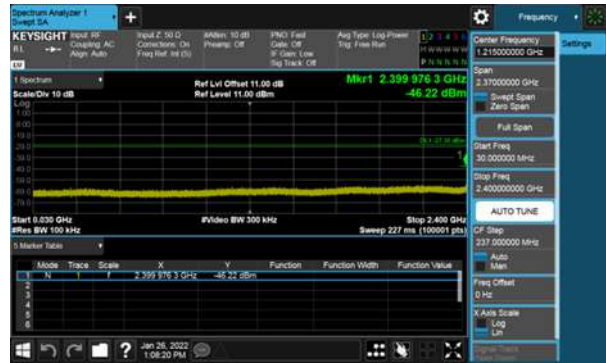 Spectrum Analyzer 1
Swept SA
Frequency
KEYSIGHT
Input: RF
Coupling: AC
Align: Auto
Input Z: 50 Ω
Corrections: On
Freq Ref: Int (S)
#Atten: 10 dB
Preamp: Off
PNO: Fast
Gate: Off
IF Gain: Low
Sig Track: Off
Avg Type: Log-Power
Trig: Free Run
1 Spectrum
Scale/Div 10 dB
Log
Ref Lvl Offset 11.00 dB
Ref Level 11.00 dBm
Mkr1 2.399 976 3 GHz
-46.22 dBm
1.00
1
Start 0.030 GHz
#Res BW 100 kHz
#Video BW 300 kHz
Stop 2.400 GHz
Sweep 227 ms (100001 pts)
5 Marker Table
Mode Trace Scale X Y Function Function Width Function Value
1 N 1 f 2.399 976 3 GHz -46.22 dBm
2
3
4
5
6
Jan 26, 2022
1:08:20 PM
Center Frequency
1.215000000 GHz
Settings
Span
2.37000000 GHz
Swept Span
Zero Span
Full Span
Start Freq
30.000000 MHz
Stop Freq
2.400000000 GHz
AUTO TUNE
CF Step
237.000000 MHz
Auto
Man
Freq Offset
0 Hz
X Axis Scale
Log
Lin